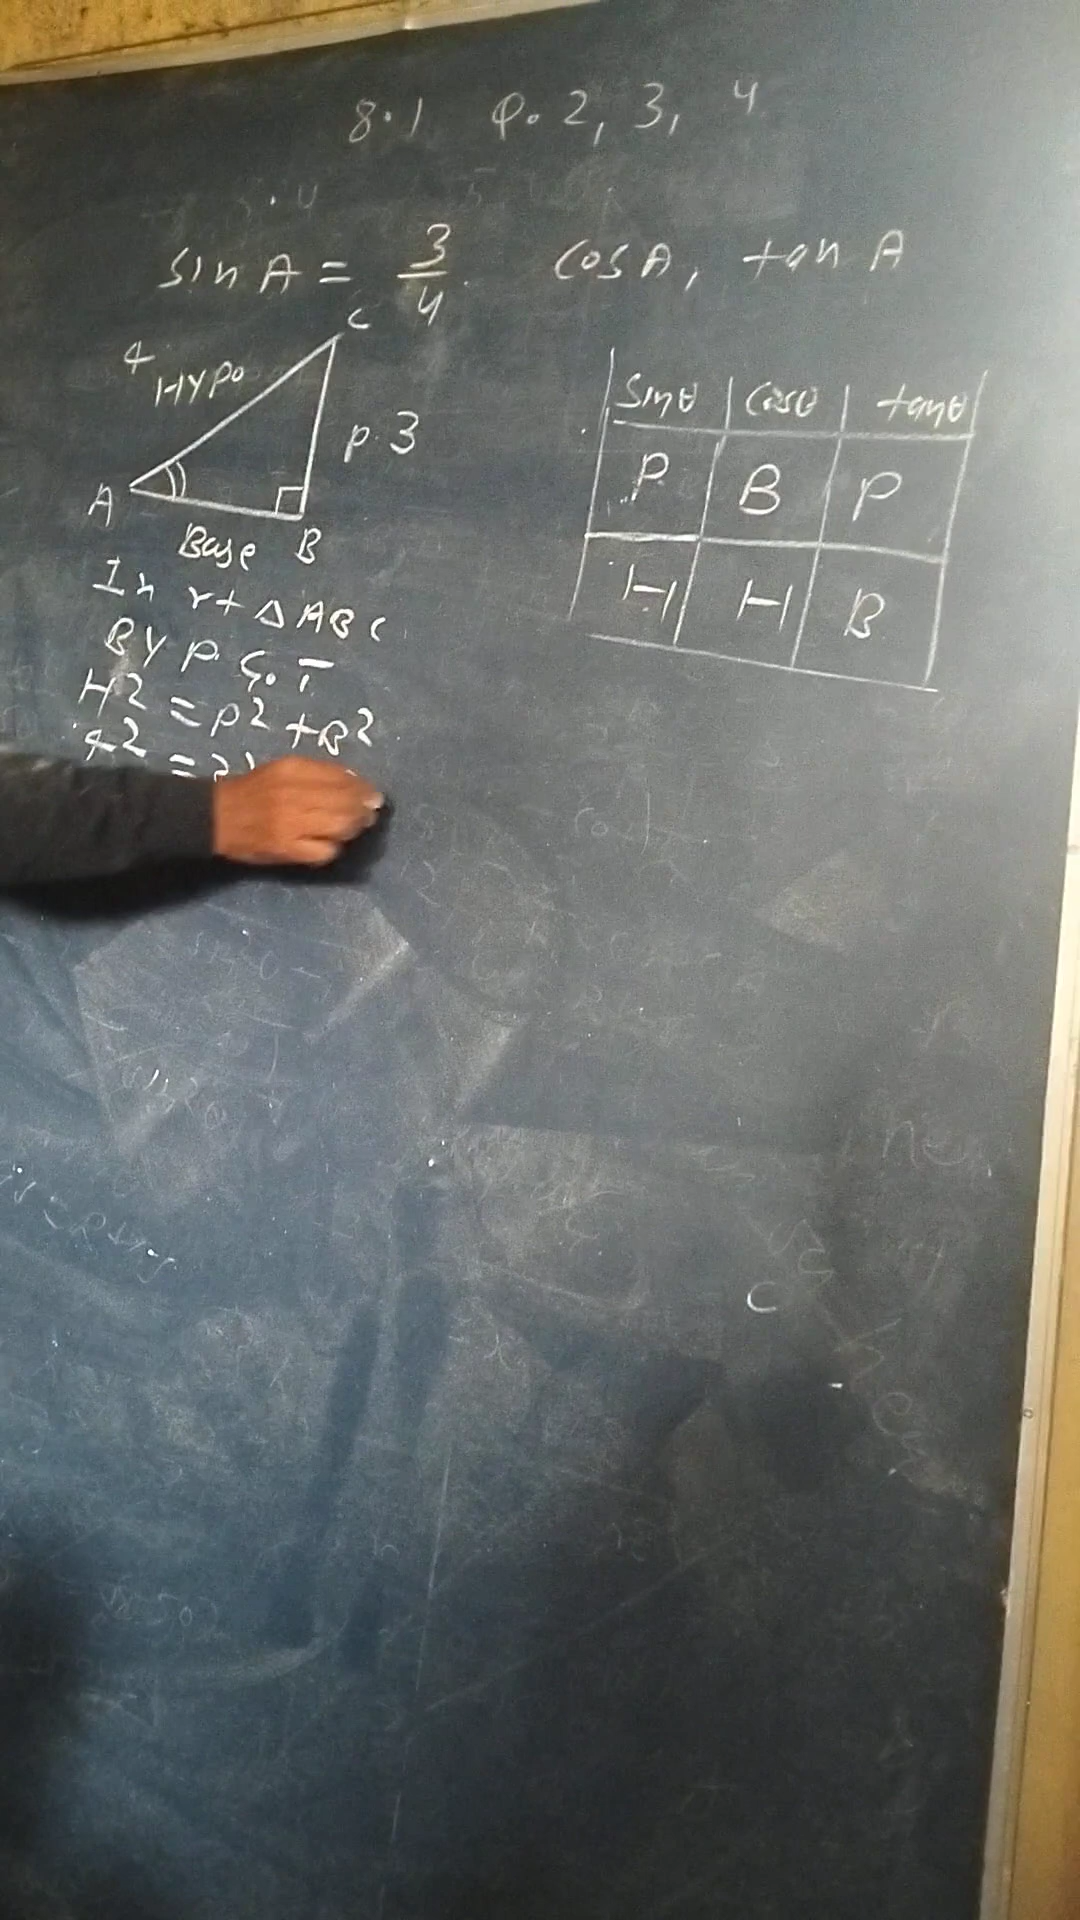 8.1 Q. 2, 3, 4
sin A = 3/4. cos A, tan A
C
4 Hypo
P. 3
A
Base B
sinθ cosθ tanθ
P B P
H H B
In rt △ABC
By P. G. T
H² = P² + B²
4² = 3²
C